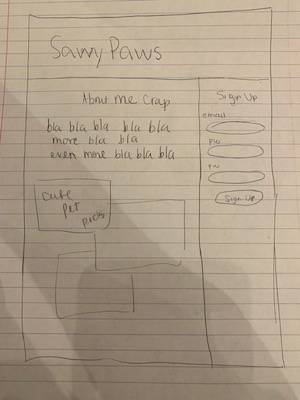 Savvy Paws
About Me Crap
bla bla bla bla bla
more bla bla
even more bla bla bla
cute
pet
pics
Sign Up
email
pw
pw
Sign Up